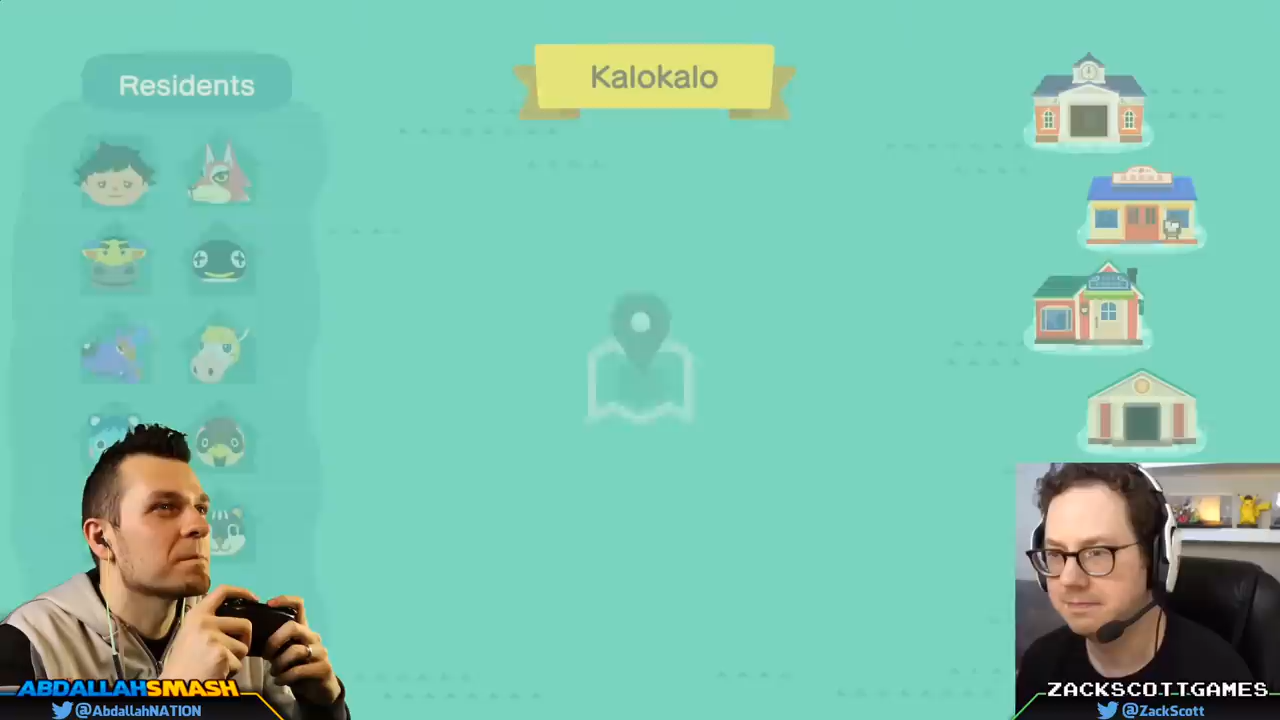 Residents
Kalokalo
ABDALLAHSMASH
@AbdallahNATION
ZACKSCOTTGAMES
@ZackScott